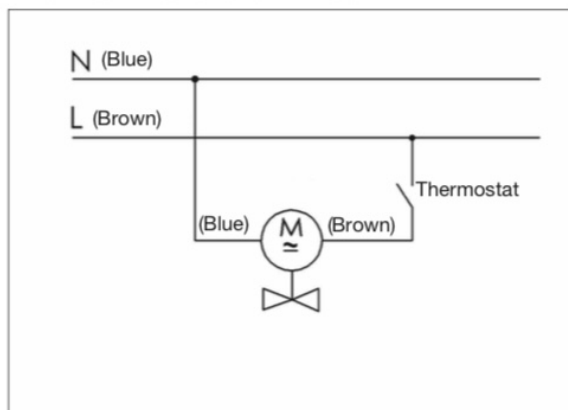 N (Blue)
L (Brown)
Thermostat
(Blue) M (Brown)
≃